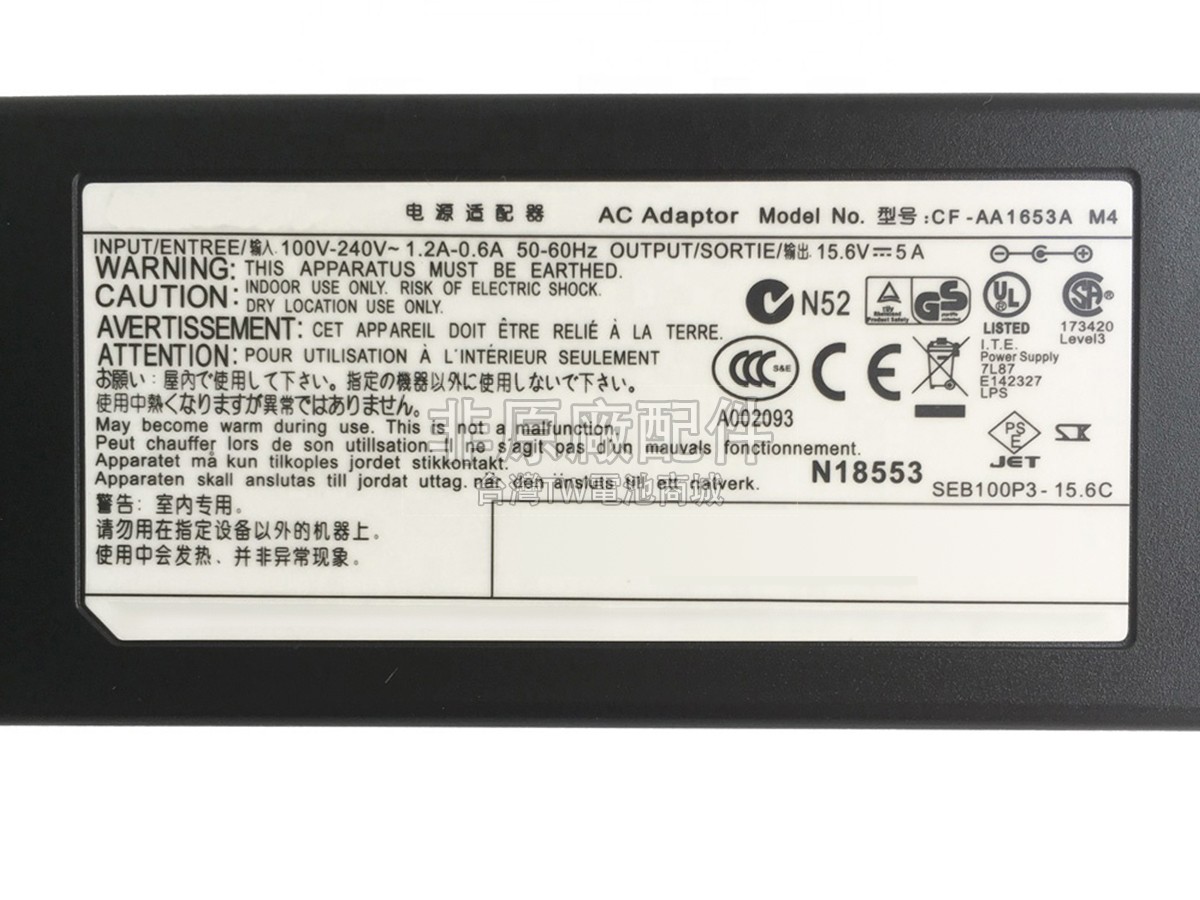 电源适配器 AC Adaptor Model No. 型号:CF-AA1653A M4
INPUT/ENTREE/输入 100V-240V~ 1.2A-0.6A 50-60Hz OUTPUT/SORTIE/输出 15.6V⎓5A
WARNING: THIS APPARATUS MUST BE EARTHED.
CAUTION: INDOOR USE ONLY. RISK OF ELECTRIC SHOCK.
DRY LOCATION USE ONLY.
AVERTISSEMENT: CET APPAREIL DOIT ÊTRE RELIÉ À LA TERRE.
ATTENTION: POUR UTILISATION À L'INTÉRIEUR SEULEMENT
お願い:屋内で使用して下さい。指定の機器以外に使用しないで下さい。
使用中熱くなりますが異常ではありません。
May become warm during use. This is not a malfunction.
Peut chauffer lors de son utilisation. Il ne s'agit pas d'un mauvais fonctionnement.
Apparatet må kun tilkoples jordet stikkontakt.
Apparaten skall anslutas till jordat uttag. när den ansluts till ett natverk.
警告: 室内专用。
请勿用在指定设备以外的机器上。
使用中会发热、并非异常现象。
N52
TÜV
Rheinland
Product Safety
GS
UL
LISTED
I.T.E.
Power Supply
7L87
E142327
LPS
SA
®
173420
Level3
CCC
S&E
A002093
CE
PS
E
JET
N18553
SEB100P3-15.6C
非原廠配件
台灣TW電池商城